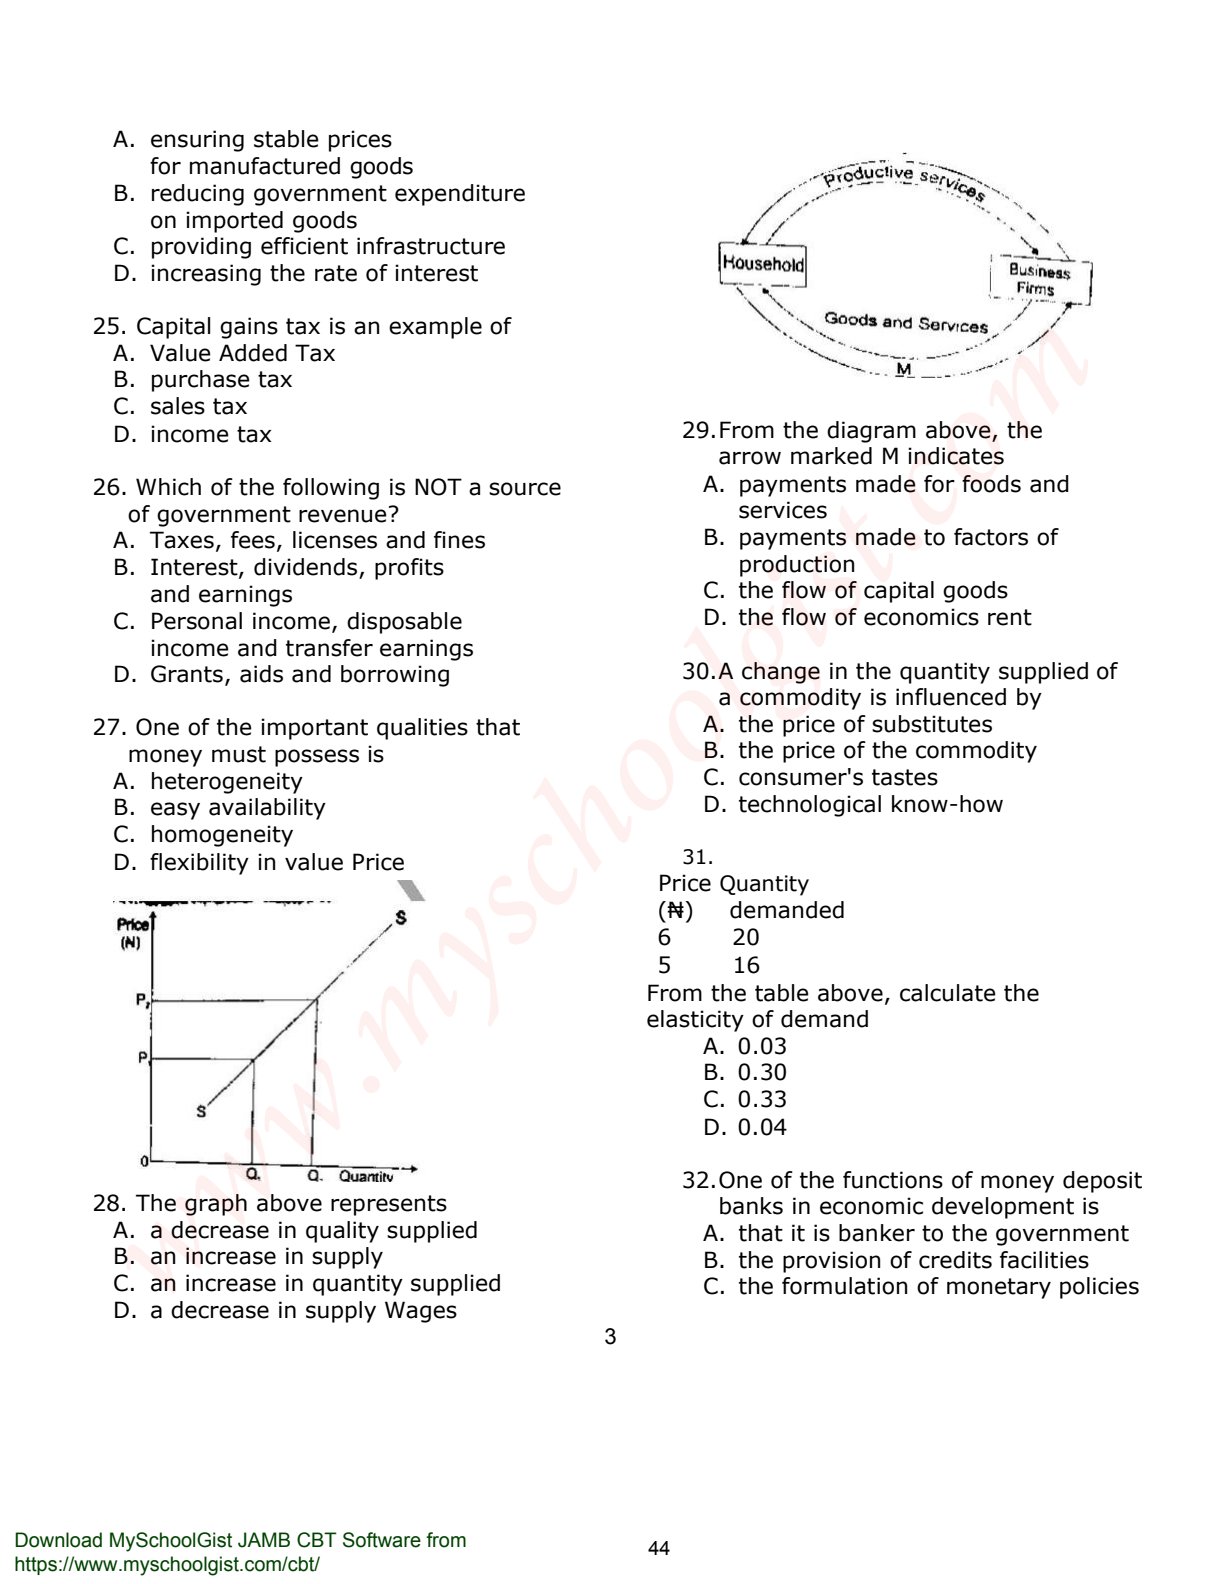 A. ensuring stable prices
for manufactured goods
B. reducing government expenditure
on imported goods
C. providing efficient infrastructure
D. increasing the rate of interest
25. Capital gains tax is an example of
A. Value Added Tax
B. purchase tax
C. sales tax
D. income tax
26. Which of the following is NOT a source
of government revenue?
A. Taxes, fees, licenses and fines
B. Interest, dividends, profits
and earnings
C. Personal income, disposable
income and transfer earnings
D. Grants, aids and borrowing
27. One of the important qualities that
money must possess is
A. heterogeneity
B. easy availability
C. homogeneity
D. flexibility in value Price
Price
(₦)
S
P
P
S
0
Q
Q
Quantity
28. The graph above represents
A. a decrease in quality supplied
B. an increase in supply
C. an increase in quantity supplied
D. a decrease in supply Wages
Productive services
Household
Business
Firms
Goods and Services
M
29.From the diagram above, the
arrow marked M indicates
A. payments made for foods and
services
B. payments made to factors of
production
C. the flow of capital goods
D. the flow of economics rent
30.A change in the quantity supplied of
a commodity is influenced by
A. the price of substitutes
B. the price of the commodity
C. consumer's tastes
D. technological know-how
31.
Price Quantity
(₦) demanded
6 20
5 16
From the table above, calculate the
elasticity of demand
A. 0.03
B. 0.30
C. 0.33
D. 0.04
32.One of the functions of money deposit
banks in economic development is
A. that it is banker to the government
B. the provision of credits facilities
C. the formulation of monetary policies
3
www.myschoolgist.com
Download MySchoolGist JAMB CBT Software from
https://www.myschoolgist.com/cbt/
44